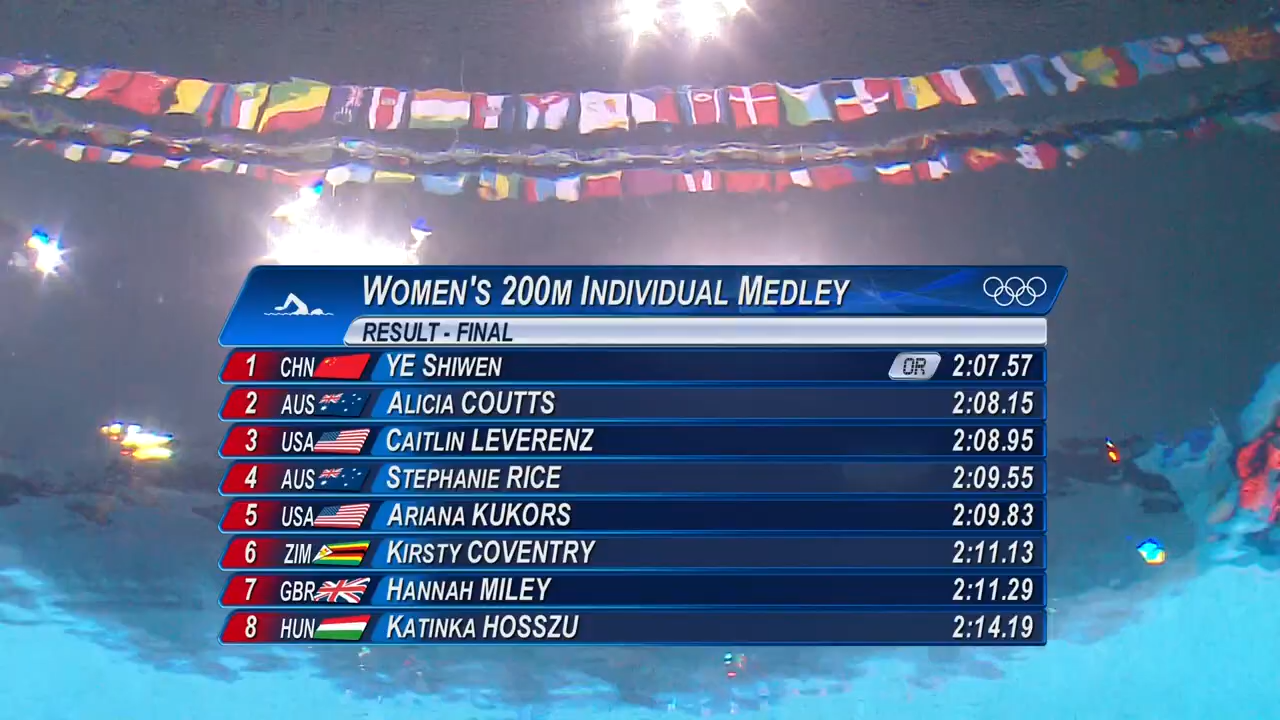 WOMEN'S 200M INDIVIDUAL MEDLEY
RESULT - FINAL
1 CHN YE SHIWEN OR 2:07.57
2 AUS ALICIA COUTTS 2:08.15
3 USA CAITLIN LEVERENZ 2:08.95
4 AUS STEPHANIE RICE 2:09.55
5 USA ARIANA KUKORS 2:09.83
6 ZIM KIRSTY COVENTRY 2:11.13
7 GBR HANNAH MILEY 2:11.29
8 HUN KATINKA HOSSZU 2:14.19